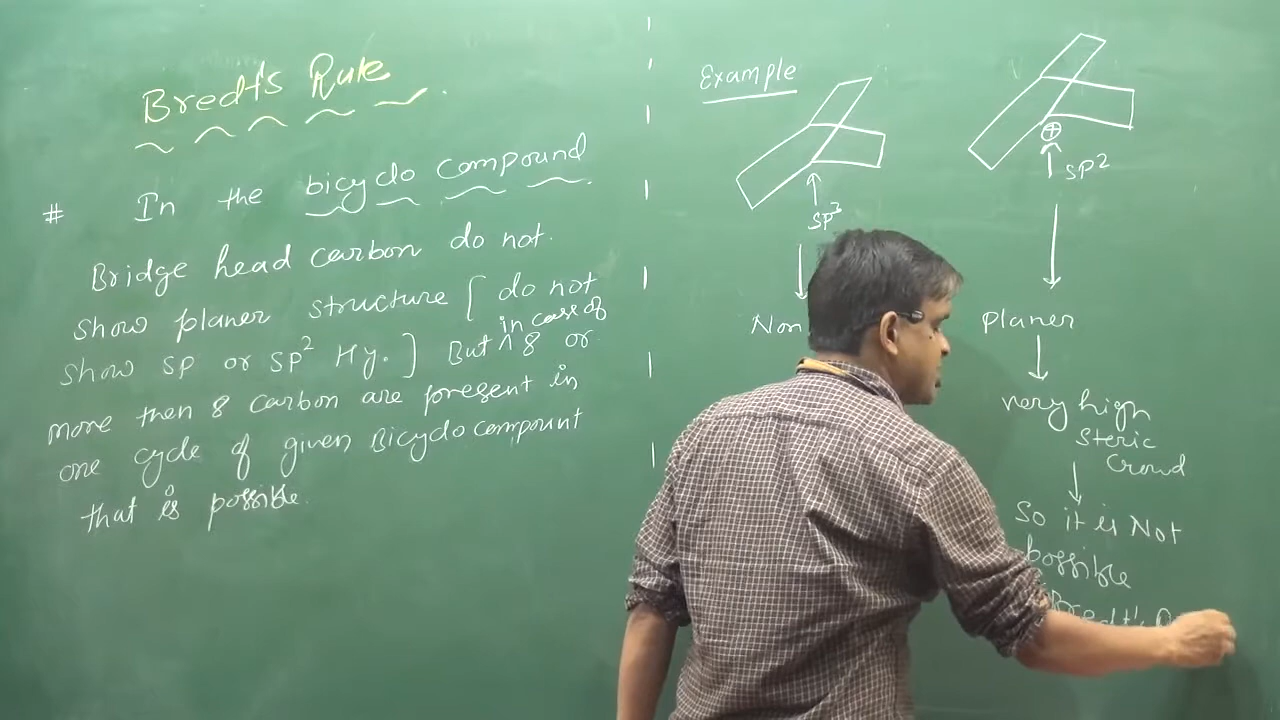 Bredt's Rule
# In the bicyclo compound
Bridge head carbon do not
show planer structure [ do not
in case of
show SP or SP² Hy. ] But ^ 8 or
more then 8 carbon are present in
one cycle of given Bicyclo compount
that is possible.
Example
SP³
Non
⊕
SP²
Planer
very high
steric
crowd
So it is Not
possible
Bredt's